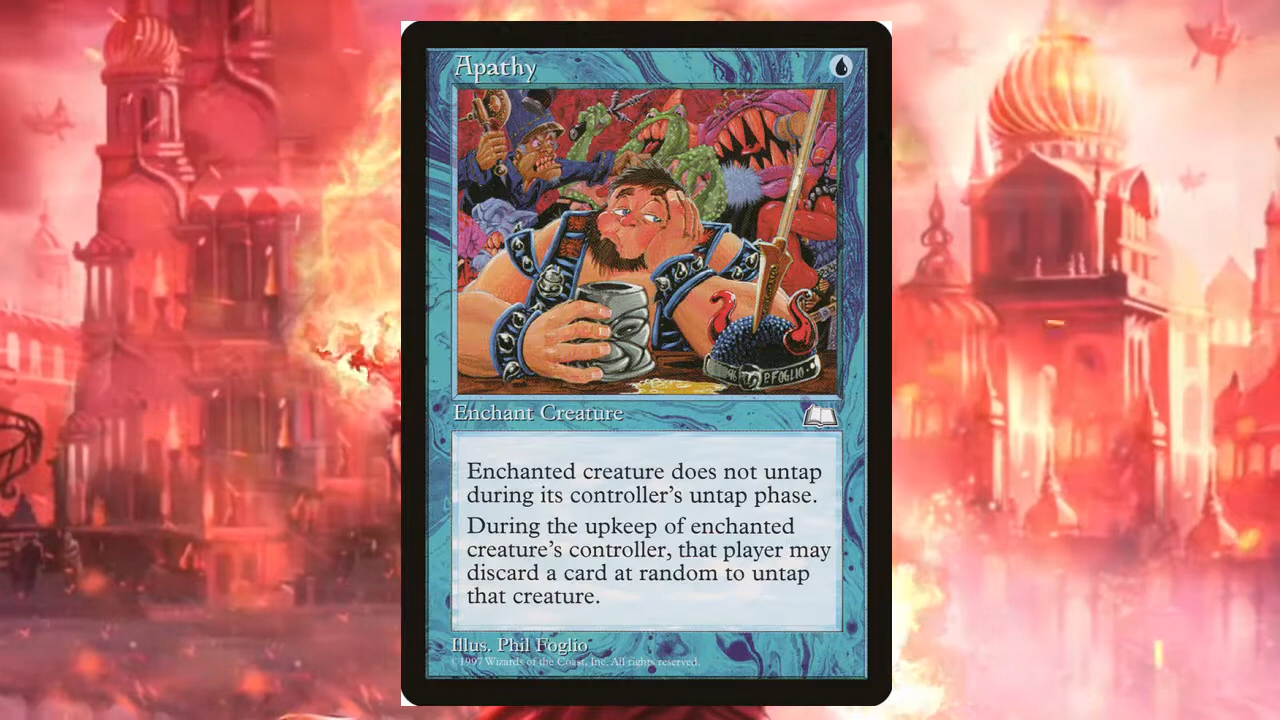 Apathy
P.FOGLIO
Enchant Creature
Enchanted creature does not untap
during its controller's untap phase.
During the upkeep of enchanted
creature's controller, that player may
discard a card at random to untap
that creature.
Illus. Phil Foglio
©1997 Wizards of the Coast, Inc. All rights reserved.